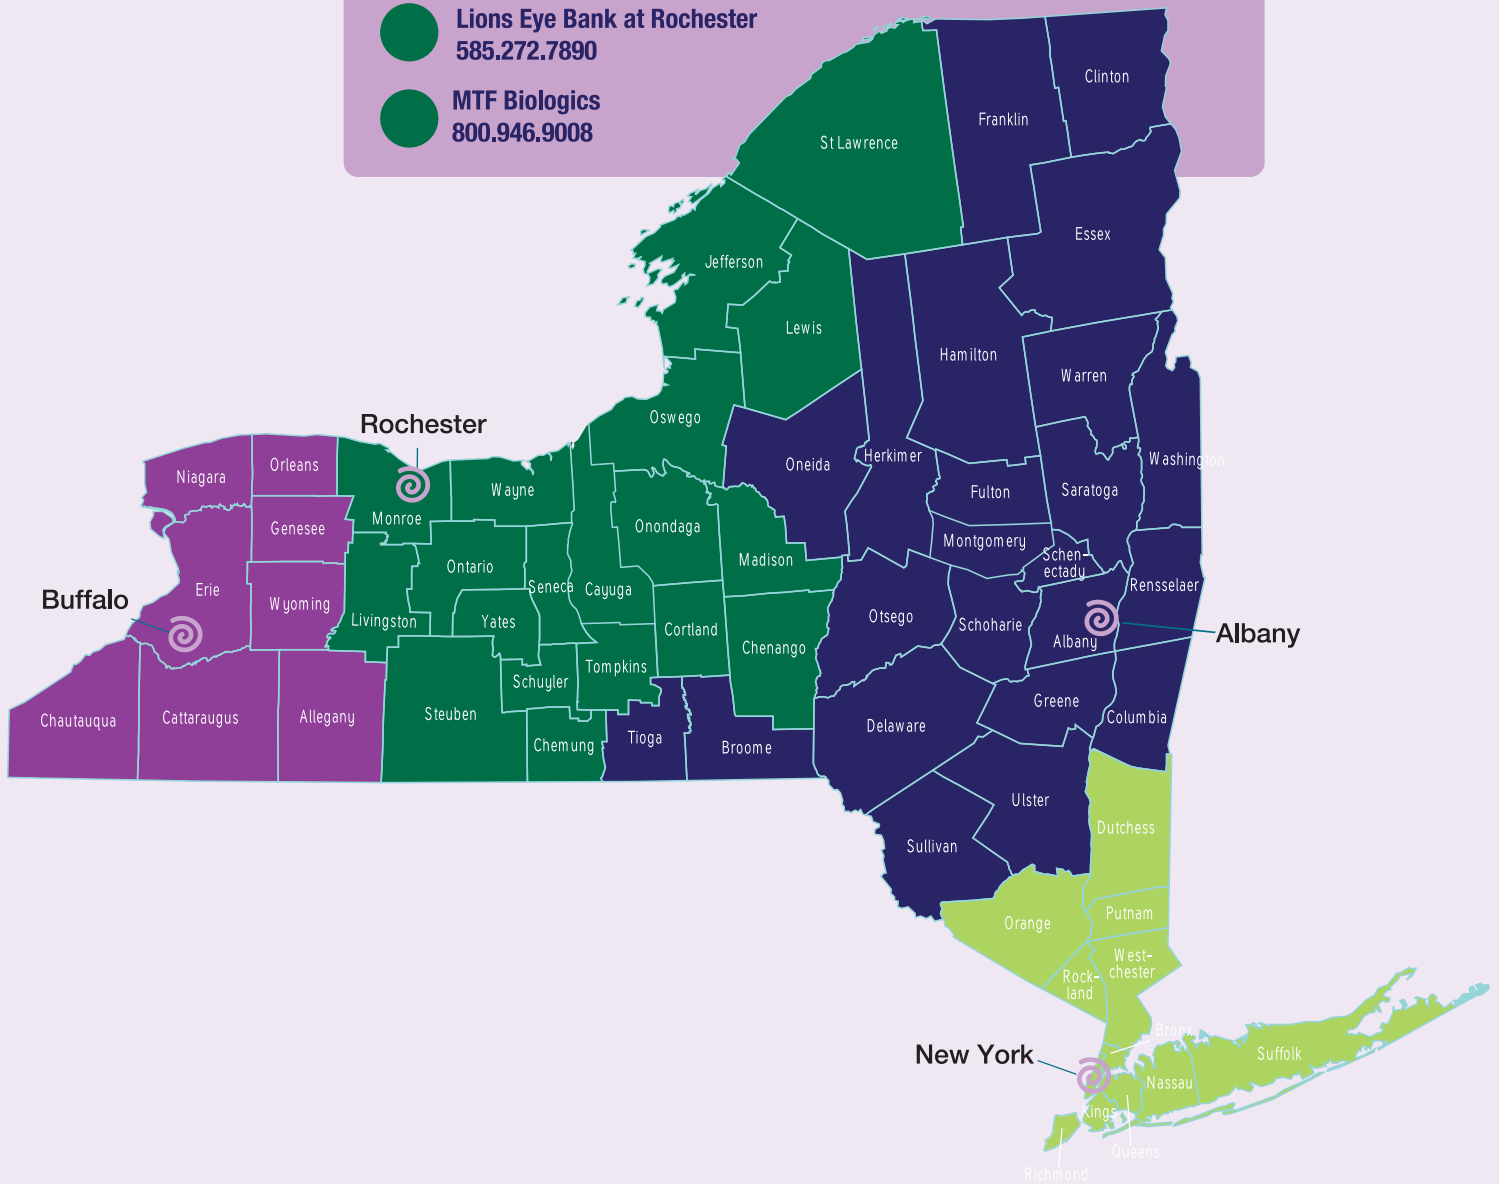 Lions Eye Bank at Rochester
585.272.7890
MTF Biologics
800.946.9008
Clinton
Franklin
St Lawrence
Essex
Jefferson
Lewis
Hamilton
Warren
Oswego
Rochester
Herkimer
Washington
Oneida
Niagara
Orleans
Wayne
Fulton
Saratoga
Monroe
Genesee
Onondaga
Montgomery
Madison
Schen-
ectady
Ontario
Seneca
Cayuga
Rensselaer
Erie
Buffalo
Wyoming
Livingston
Yates
Cortland
Otsego
Schoharie
Albany
Albany
Chenango
Tompkins
Schuyler
Greene
Chautauqua
Cattaraugus
Allegany
Steuben
Columbia
Delaware
Chemung
Tioga
Broome
Ulster
Dutchess
Sullivan
Putnam
Orange
West-
chester
Rock-
land
Bronx
New York
Suffolk
Nassau
Kings
Queens
Richmond